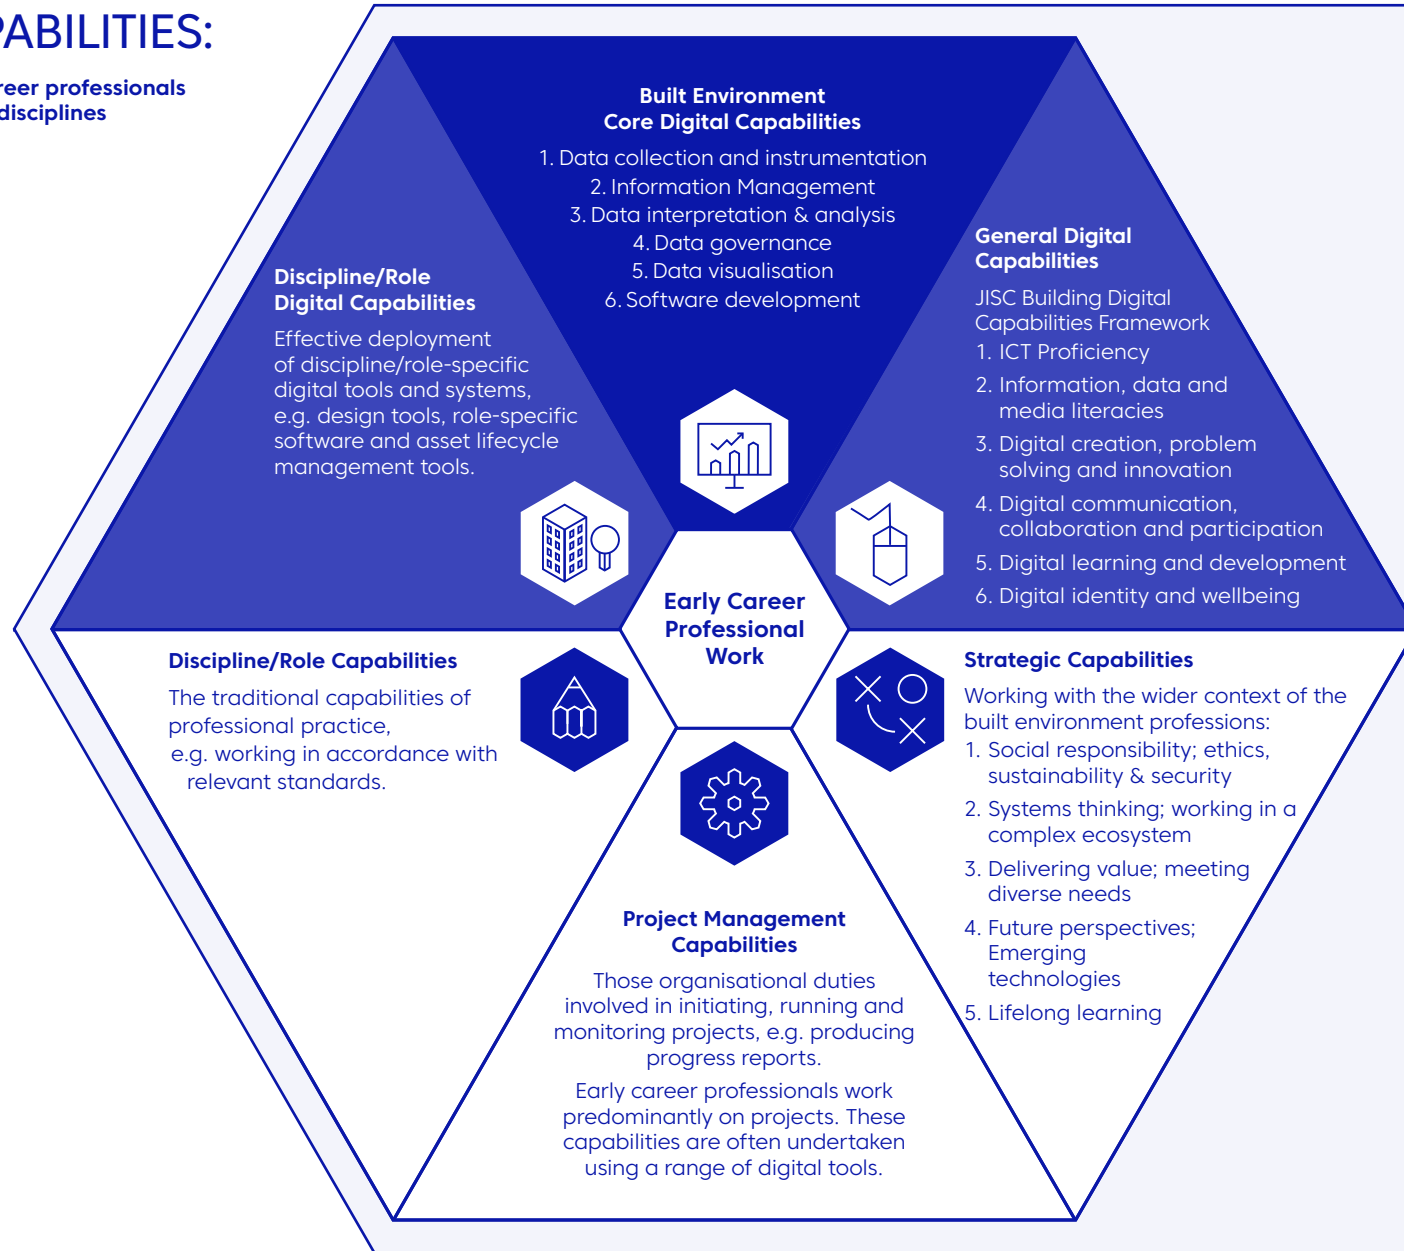 PABILITIES:
reer professionals
disciplines
Built Environment
Core Digital Capabilities
1. Data collection and instrumentation
2. Information Management
3. Data interpretation & analysis
4. Data governance
5. Data visualisation
6. Software development
Discipline/Role
Digital Capabilities
Effective deployment
of discipline/role-specific
digital tools and systems,
e.g. design tools, role-specific
software and asset lifecycle
management tools.
General Digital
Capabilities
JISC Building Digital
Capabilities Framework
1. ICT Proficiency
2. Information, data and
media literacies
3. Digital creation, problem
solving and innovation
4. Digital communication,
collaboration and participation
5. Digital learning and development
6. Digital identity and wellbeing
Early Career
Professional
Work
Discipline/Role Capabilities
The traditional capabilities of
professional practice,
e.g. working in accordance with
relevant standards.
Strategic Capabilities
Working with the wider context of the
built environment professions:
1. Social responsibility; ethics,
sustainability & security
2. Systems thinking; working in a
complex ecosystem
3. Delivering value; meeting
diverse needs
4. Future perspectives;
Emerging
technologies
5. Lifelong learning
Project Management
Capabilities
Those organisational duties
involved in initiating, running and
monitoring projects, e.g. producing
progress reports.
Early career professionals work
predominantly on projects. These
capabilities are often undertaken
using a range of digital tools.